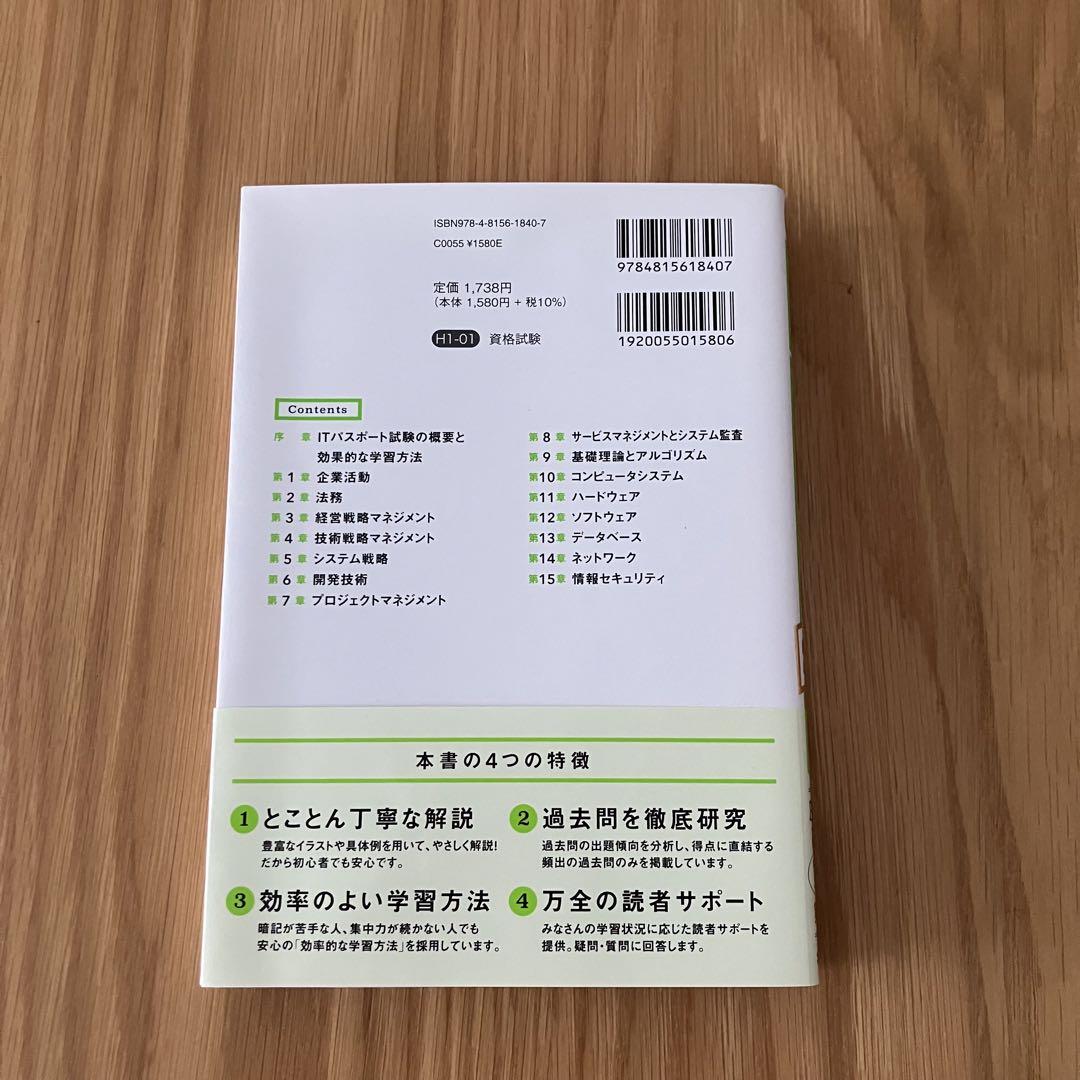 ISBN978-4-8156-1840-7
C0055 ¥1580E
定価 1,738円
(本体 1,580円 + 税10%)
H1-01 資格試験
9784815618407
1920055015806
Contents
序 章 ITパスポート試験の概要と
効果的な学習方法
第 1 章 企業活動
第 2 章 法務
第 3 章 経営戦略マネジメント
第 4 章 技術戦略マネジメント
第 5 章 システム戦略
第 6 章 開発技術
第 7 章 プロジェクトマネジメント
第 8 章 サービスマネジメントとシステム監査
第 9 章 基礎理論とアルゴリズム
第10章 コンピュータシステム
第11章 ハードウェア
第12章 ソフトウェア
第13章 データベース
第14章 ネットワーク
第15章 情報セキュリティ
本書の4つの特徴
1 とことん丁寧な解説
豊富なイラストや具体例を用いて、やさしく解説!
だから初心者でも安心です。
2 過去問を徹底研究
過去問の出題傾向を分析し、得点に直結する
頻出の過去問のみを掲載しています。
3 効率のよい学習方法
暗記が苦手な人、集中力が続かない人でも
安心の「効率的な学習方法」を採用しています。
4 万全の読者サポート
みなさんの学習状況に応じた読者サポートを
提供。疑問・質問に回答します。